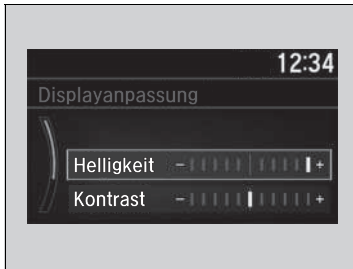 12:34
Displayanpassung
Helligkeit - +
Kontrast - +